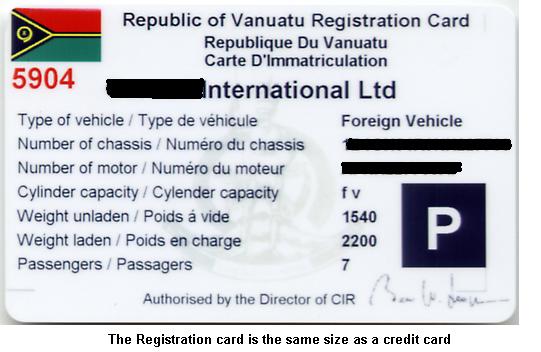 Republic of Vanuatu Registration Card
Republique Du Vanuatu
Carte D'Immatriculation
5904
International Ltd
Type of vehicle / Type de véhicule Foreign Vehicle
Number of chassis / Numéro du chassis
Number of motor / Numéro du moteur
Cylinder capacity / Cylender capacity f v
Weight unladen / Poids á vide 1540
Weight laden / Poids en charge 2200
Passengers / Passagers 7
P
Authorised by the Director of CIR
The Registration card is the same size as a credit card